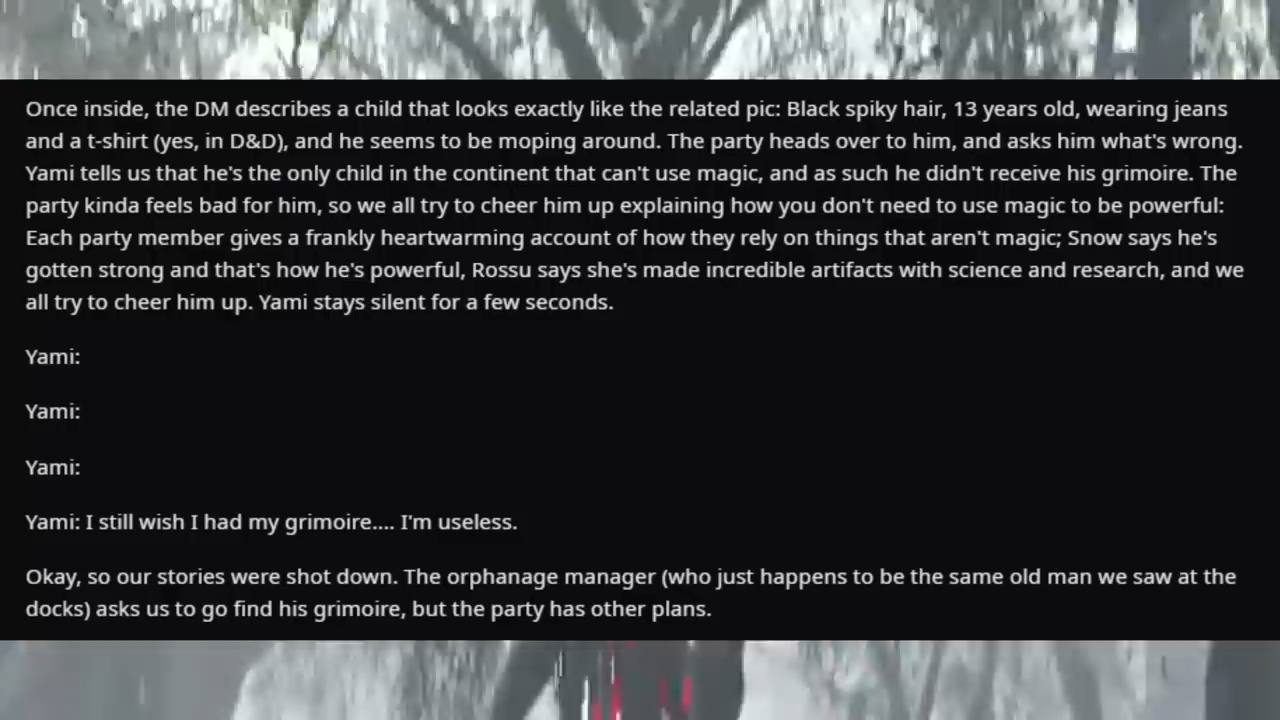 Once inside, the DM describes a child that looks exactly like the related pic: Black spiky hair, 13 years old, wearing jeans
and a t-shirt (yes, in D&D), and he seems to be moping around. The party heads over to him, and asks him what's wrong.
Yami tells us that he's the only child in the continent that can't use magic, and as such he didn't receive his grimoire. The
party kinda feels bad for him, so we all try to cheer him up explaining how you don't need to use magic to be powerful:
Each party member gives a frankly heartwarming account of how they rely on things that aren't magic; Snow says he's
gotten strong and that's how he's powerful, Rossu says she's made incredible artifacts with science and research, and we
all try to cheer him up. Yami stays silent for a few seconds.
Yami:
Yami:
Yami:
Yami: I still wish I had my grimoire.... I'm useless.
Okay, so our stories were shot down. The orphanage manager (who just happens to be the same old man we saw at the
docks) asks us to go find his grimoire, but the party has other plans.